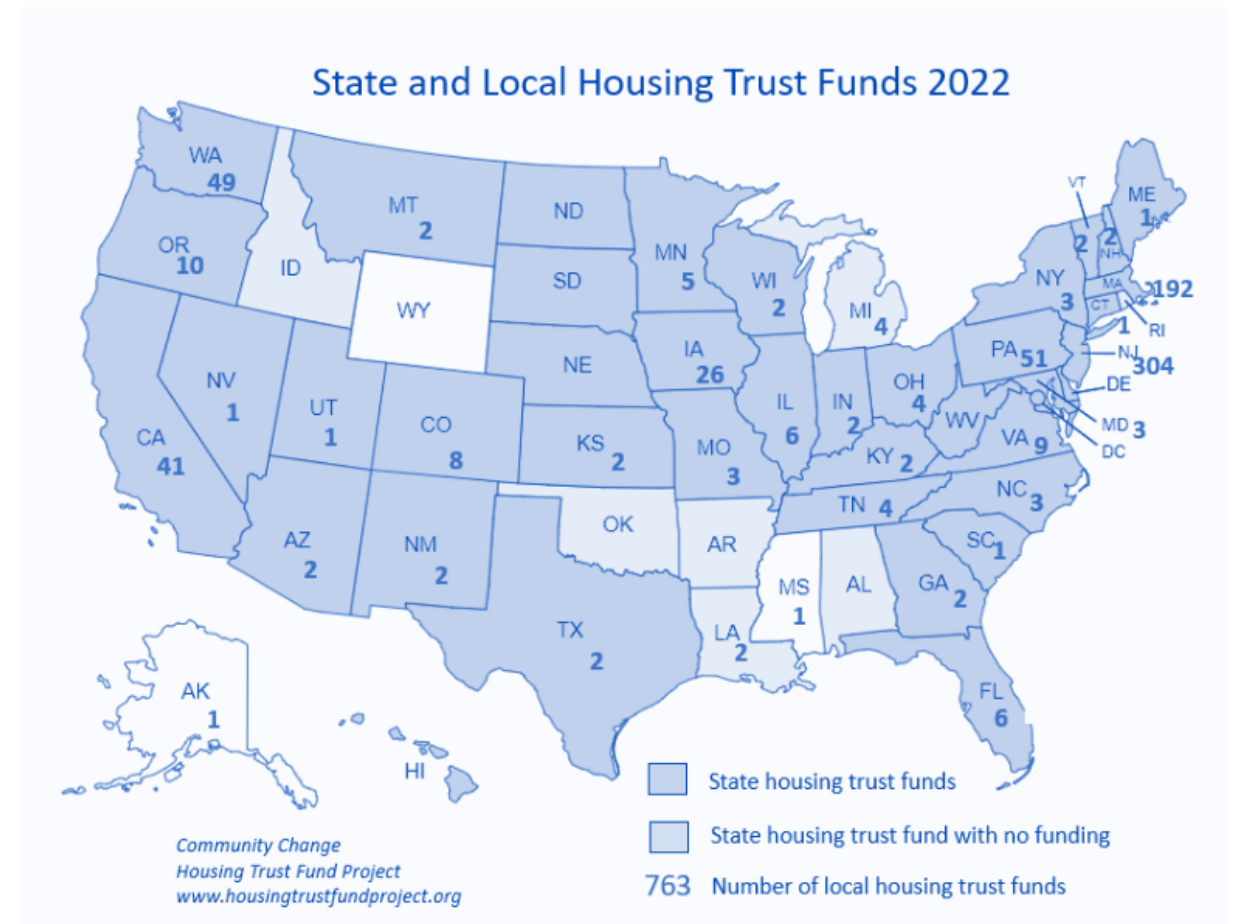 State and Local Housing Trust Funds 2022
WA
49
MT
2
ND
MN
5
VT
2
2
NH
ME
1
OR
10
ID
WY
SD
WI
2
MI
4
NY
3
MA
192
CT
1
RI
NV
1
UT
1
CO
8
NE
IA
26
IL
6
IN
2
OH
4
PA 51
NJ
304
DE
MD 3
DC
CA
41
KS
2
MO
3
KY 2
WV
VA 9
AZ
2
NM
2
OK
AR
TN 4
NC
3
SC
1
TX
2
LA
2
MS
1
AL
GA
2
FL
6
AK
1
HI
State housing trust funds
State housing trust fund with no funding
763 Number of local housing trust funds
Community Change
Housing Trust Fund Project
www.housingtrustfundproject.org